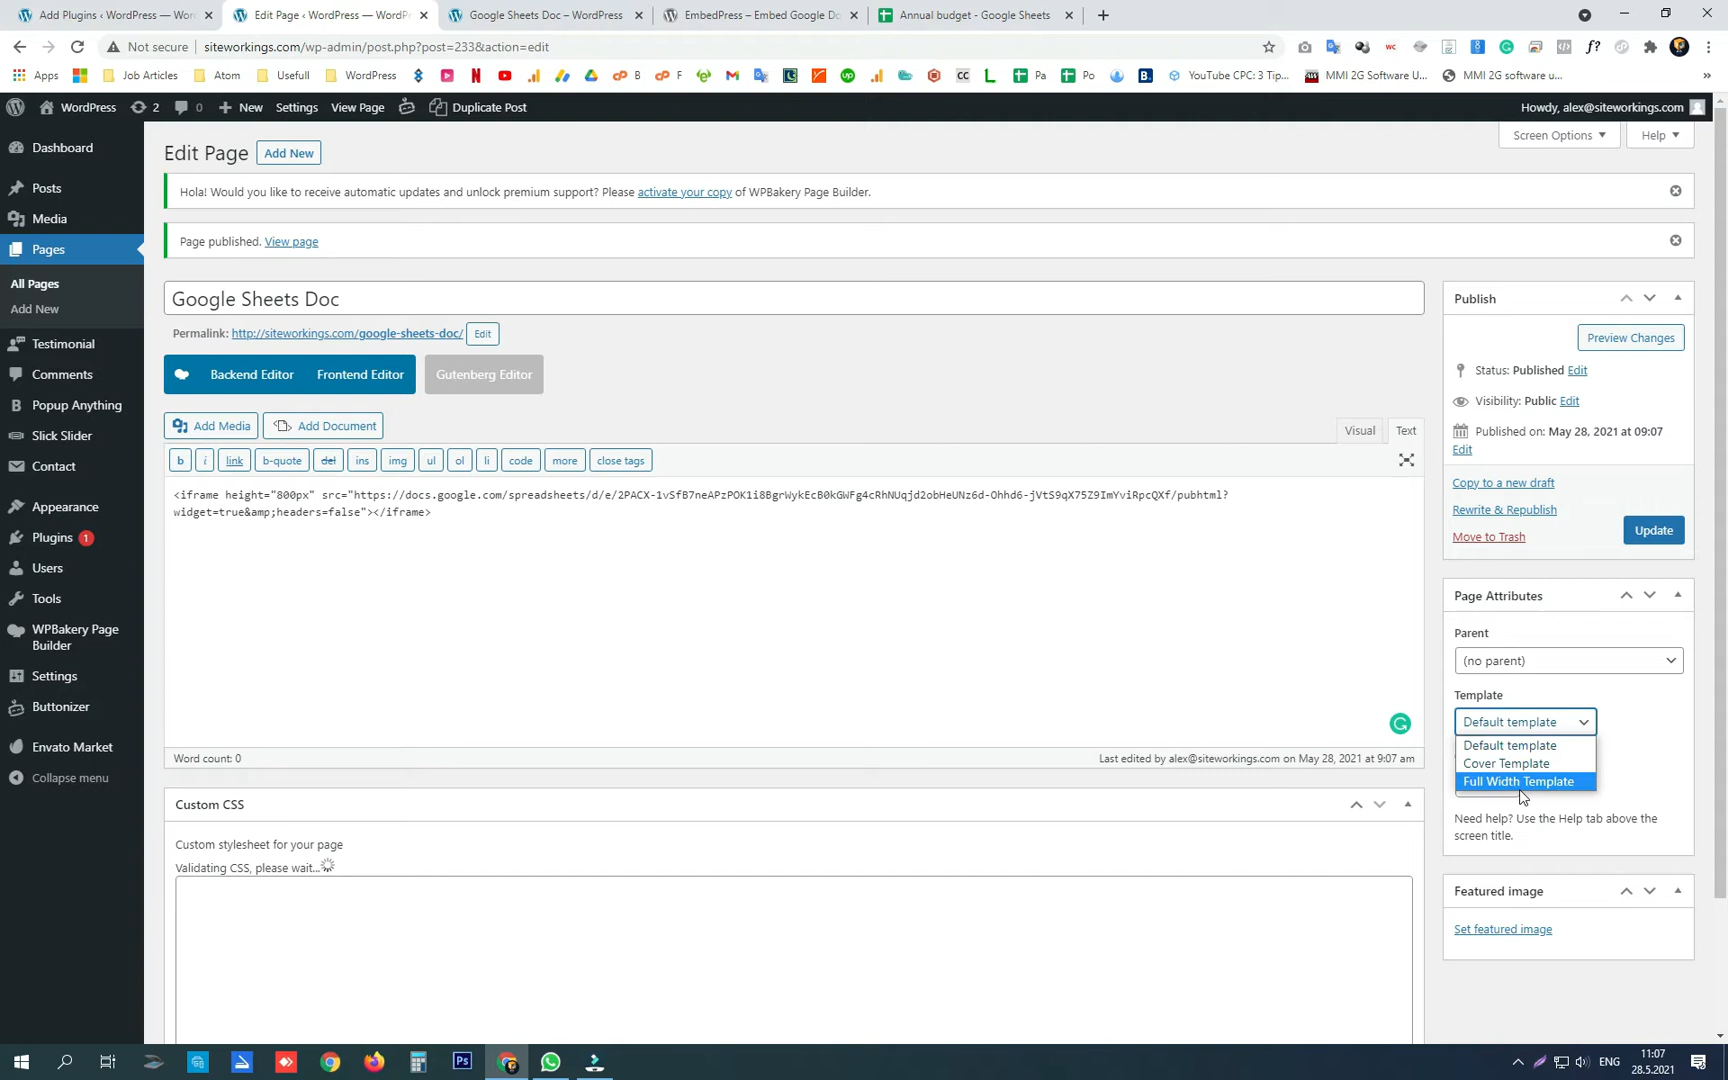 Add Plugins ‹ WordPress — Word
Edit Page ‹ WordPress — WordPr
Google Sheets Doc – WordPress
EmbedPress – Embed Google Do
Annual budget - Google Sheets
Not secure
siteworkings.com/wp-admin/post.php?post=233&action=edit
Apps
Job Articles
Atom
Usefull
WordPress
B
F
Pa
Po
YouTube CPC: 3 Tip...
MMI 2G Software U...
MMI 2G software u...
WordPress
2
0
New
Settings
View Page
Duplicate Post
Howdy, alex@siteworkings.com
Screen Options
Help
Dashboard
Posts
Media
Pages
All Pages
Add New
Testimonial
Comments
Popup Anything
Slick Slider
Contact
Appearance
Plugins 1
Users
Tools
WPBakery Page
Builder
Settings
Buttonizer
Envato Market
Collapse menu
Edit Page
Add New
Hola! Would you like to receive automatic updates and unlock premium support? Please activate your copy of WPBakery Page Builder.
Page published. View page
Google Sheets Doc
Permalink: http://siteworkings.com/google-sheets-doc/ Edit
Backend Editor
Frontend Editor
Gutenberg Editor
Add Media
Add Document
Visual
Text
b
i
link
b-quote
del
ins
img
ul
ol
li
code
more
close tags
<iframe height="800px" src="https://docs.google.com/spreadsheets/d/e/2PACX-1vSfB7neAPzPOK1i8BgrWykEcB0kGWFg4cRhNUqjd2obHeUNz6d-Ohhd6-jVtS9qX75Z9ImYviRpcQXf/pubhtml?
widget=true&amp;headers=false"></iframe>
Word count: 0
Last edited by alex@siteworkings.com on May 28, 2021 at 9:07 am
Custom CSS
Custom stylesheet for your page
Validating CSS, please wait...
Publish
Preview Changes
Status: Published Edit
Visibility: Public Edit
Published on: May 28, 2021 at 09:07
Edit
Copy to a new draft
Rewrite & Republish
Move to Trash
Update
Page Attributes
Parent
(no parent)
Template
Default template
Default template
Cover Template
Full Width Template
Need help? Use the Help tab above the
screen title.
Featured image
Set featured image
ENG
11:07
28.5.2021